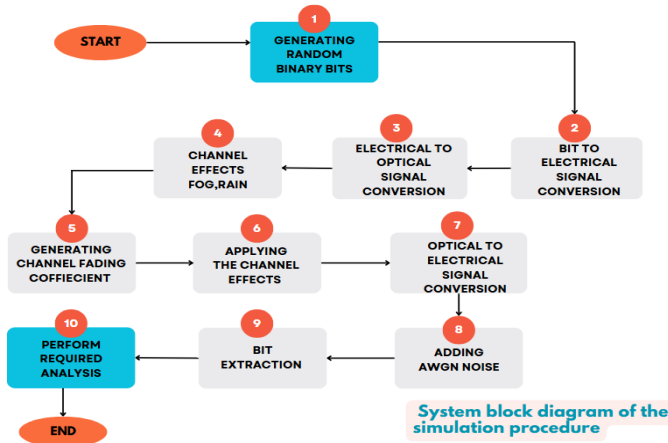 START
1
GENERATING
RANDOM
BINARY BITS
2
BIT TO
ELECTRICAL
SIGNAL
CONVERSION
3
ELECTRICAL TO
OPTICAL
SIGNAL
CONVERSION
4
CHANNEL
EFFECTS
FOG,RAIN
5
GENERATING
CHANNEL FADING
COFFIECIENT
6
APPLYING
THE CHANNEL
EFFECTS
7
OPTICAL TO
ELECTRICAL
SIGNAL
CONVERSION
8
ADDING
AWGN NOISE
9
BIT
EXTRACTION
10
PERFORM
REQUIRED
ANALYSIS
END
System block diagram of the
simulation procedure